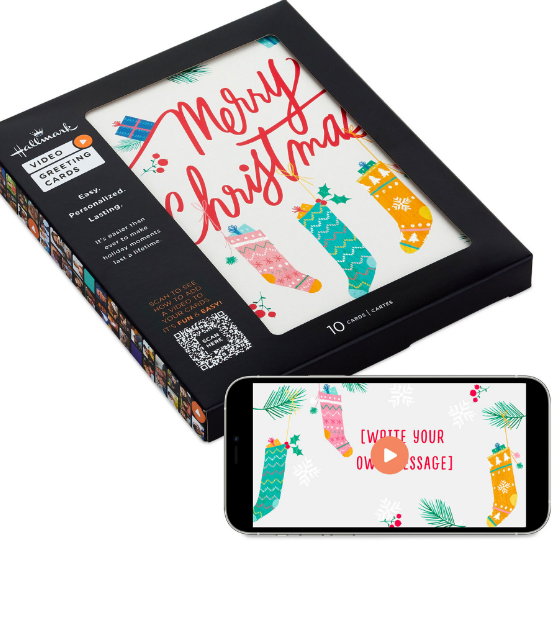 Merry
Christmas
Hallmark
VIDEO
GREETING
CARDS
Easy.
Personalized.
Lasting.
It's easier than
ever to make
holiday moments
last a lifetime.
SCAN TO SEE
HOW TO ADD
A VIDEO TO
YOUR CARDS.
IT'S FUN & EASY!
SCAN
HERE
10 CARDS | CARTES
[WRITE YOUR
OWN MESSAGE]